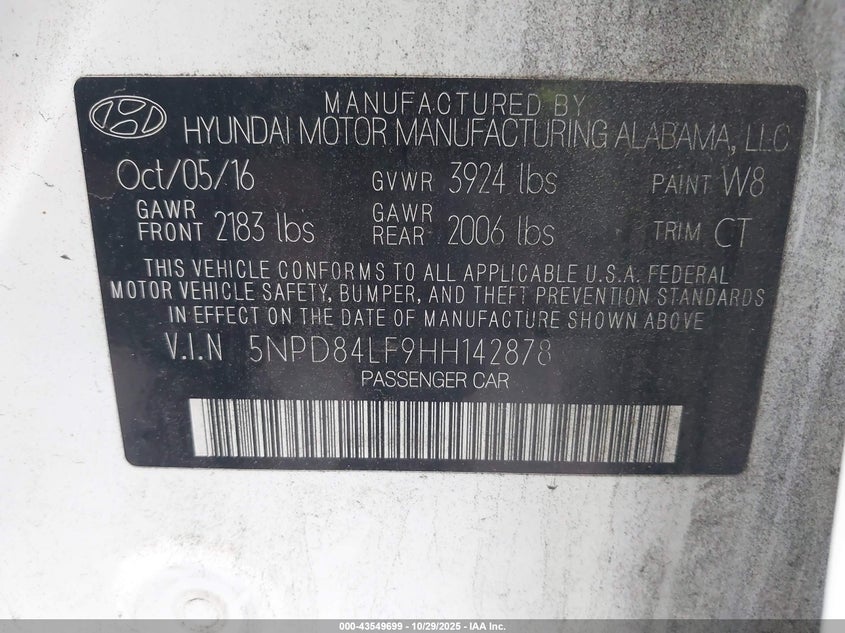 MANUFACTURED BY
HYUNDAI MOTOR MANUFACTURING ALABAMA, LLC
Oct/05/16 GVWR 3924 lbs PAINT W8
GAWR FRONT 2183 lbs GAWR REAR 2006 lbs TRIM CT
THIS VEHICLE CONFORMS TO ALL APPLICABLE U.S.A. FEDERAL
MOTOR VEHICLE SAFETY, BUMPER, AND THEFT PREVENTION STANDARDS
IN EFFECT ON THE DATE OF MANUFACTURE SHOWN ABOVE.
V.I.N 5NPD84LF9HH142878
PASSENGER CAR
000-43549699 - 10/29/2025 - IAA Inc.